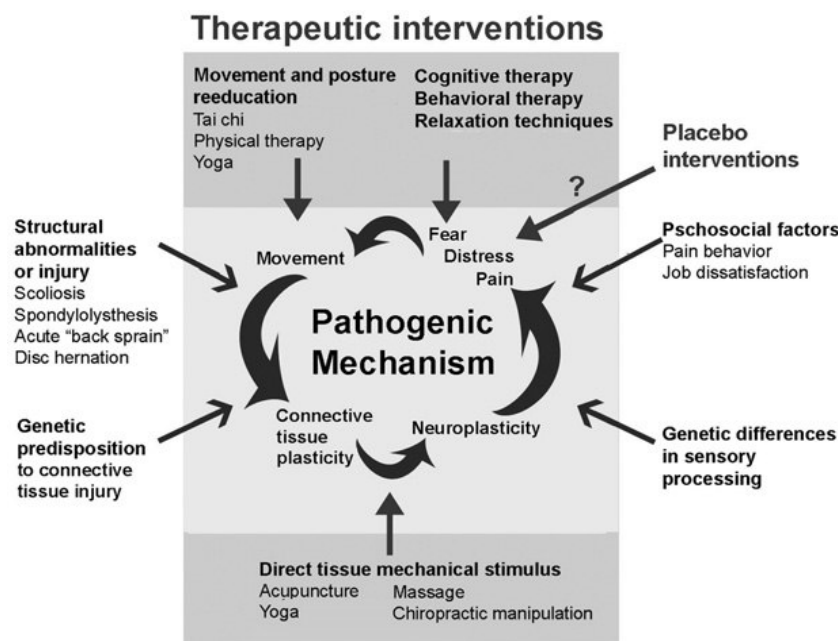 Therapeutic interventions
Movement and posture
reeducation
Tai chi
Physical therapy
Yoga
Cognitive therapy
Behavioral therapy
Relaxation techniques
Placebo
interventions
?
Structural
abnormalities
or injury
Scoliosis
Spondylolysthesis
Acute “back sprain”
Disc hernation
Pschosocial factors
Pain behavior
Job dissatisfaction
Movement
Fear
Distress
Pain
Pathogenic
Mechanism
Connective
tissue
plasticity
Neuroplasticity
Genetic
predisposition
to connective
tissue injury
Genetic differences
in sensory
processing
Direct tissue mechanical stimulus
Acupuncture
Yoga
Massage
Chiropractic manipulation